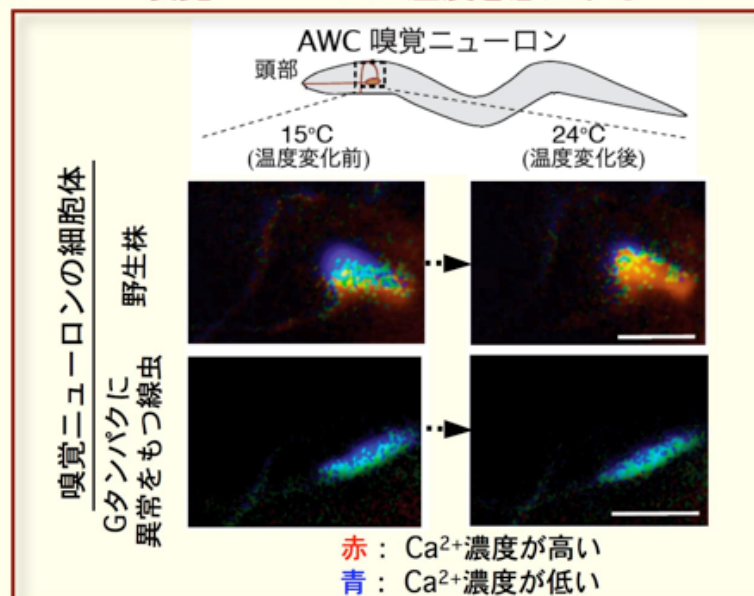 AWC 嗅覚ニューロン
頭部
15°C
(温度変化前)
24°C
(温度変化後)
嗅覚ニューロンの細胞体
野生株
Gタンパクに
異常をもつ線虫
赤： Ca²⁺濃度が高い
青： Ca²⁺濃度が低い